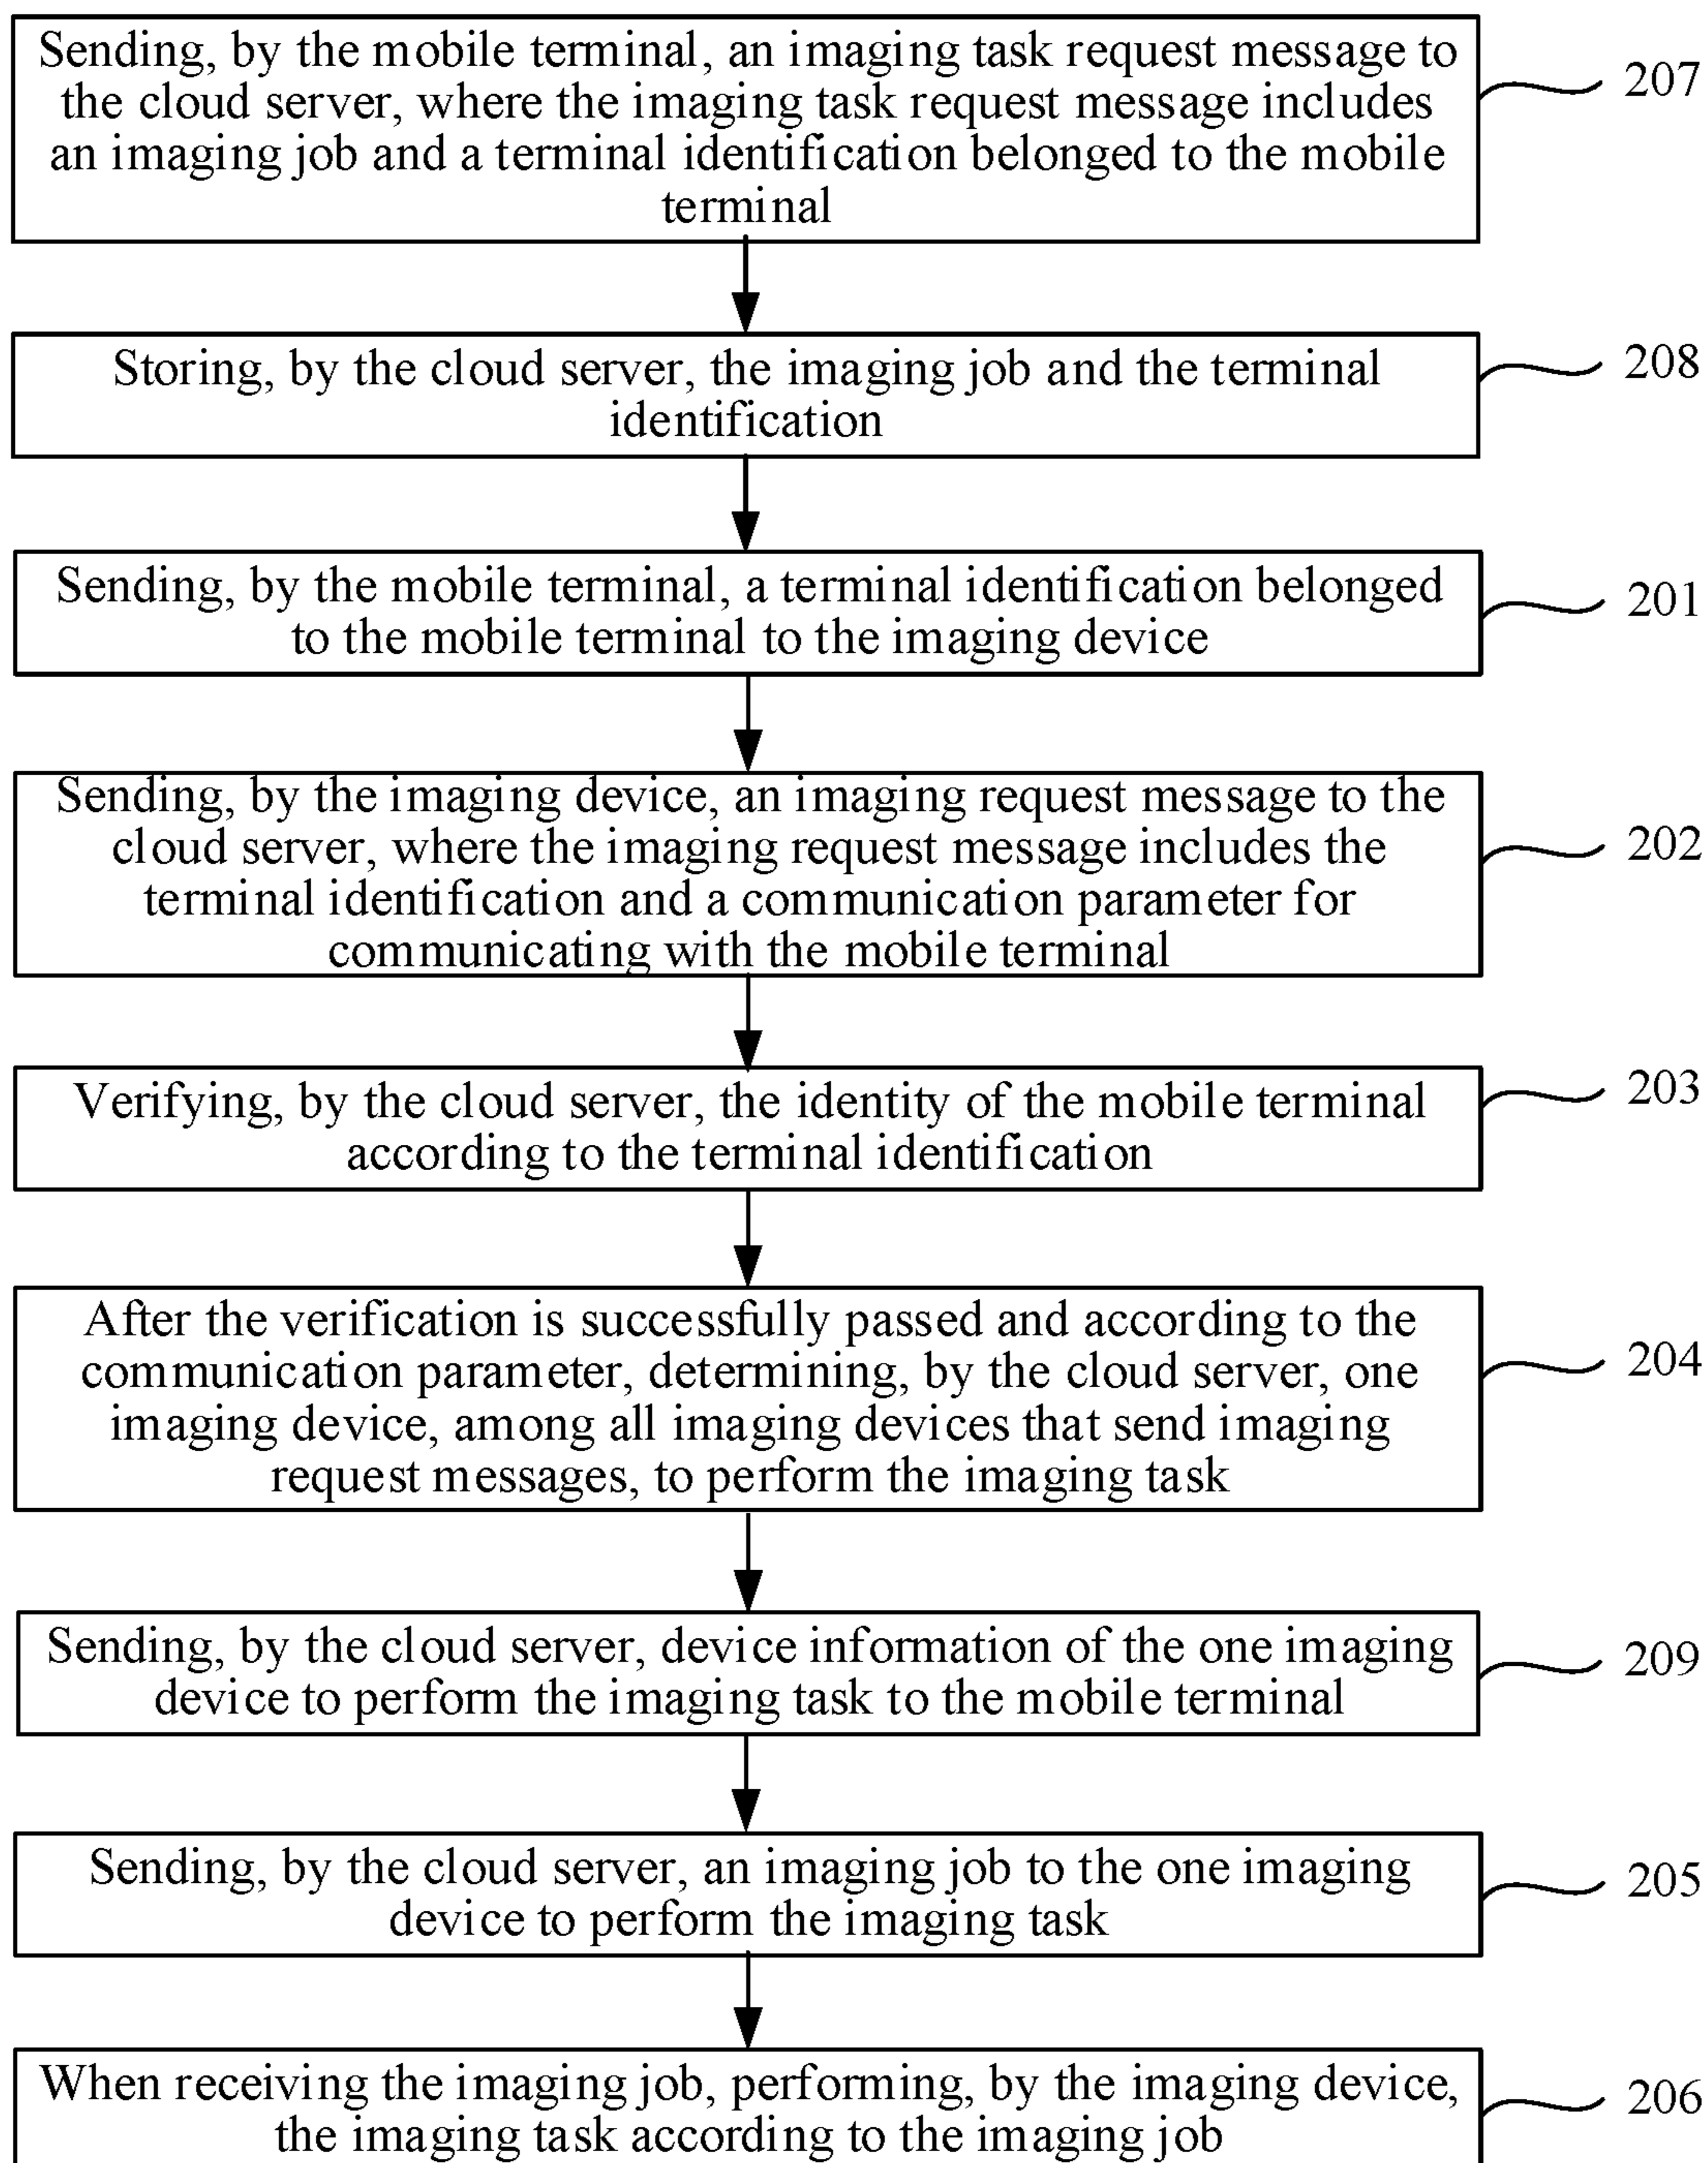 Sending, by the mobile terminal, an imaging task request message to
the cloud server, where the imaging task request message includes
an imaging job and a terminal identification belonged to the mobile
terminal
207
Storing, by the cloud server, the imaging job and the terminal
identification
208
Sending, by the mobile terminal, a terminal identification belonged
to the mobile terminal to the imaging device
201
Sending, by the imaging device, an imaging request message to the
cloud server, where the imaging request message includes the
terminal identification and a communication parameter for
communicating with the mobile terminal
202
Verifying, by the cloud server, the identity of the mobile terminal
according to the terminal identification
203
After the verification is successfully passed and according to the
communication parameter, determining, by the cloud server, one
imaging device, among all imaging devices that send imaging
request messages, to perform the imaging task
204
Sending, by the cloud server, device information of the one imaging
device to perform the imaging task to the mobile terminal
209
Sending, by the cloud server, an imaging job to the one imaging
device to perform the imaging task
205
When receiving the imaging job, performing, by the imaging device,
the imaging task according to the imaging job
206